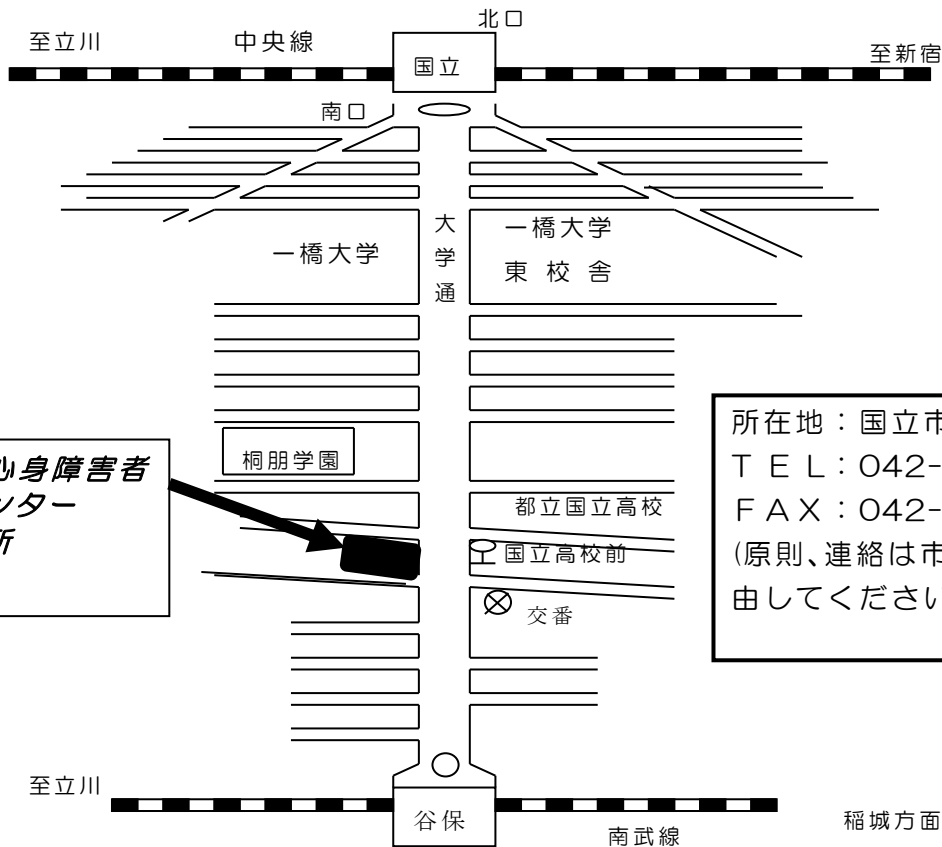 北口
至立川
中央線
国立
至新宿
南口
大学通
一橋大学
一橋大学
東校舎
桐朋学園
心身障害者
ンター
所
都立国立高校
国立高校前
交番
所在地：国立市
ＴＥＬ：042-
ＦＡＸ：042-
(原則、連絡は市
由してください
至立川
谷保
南武線
稲城方面